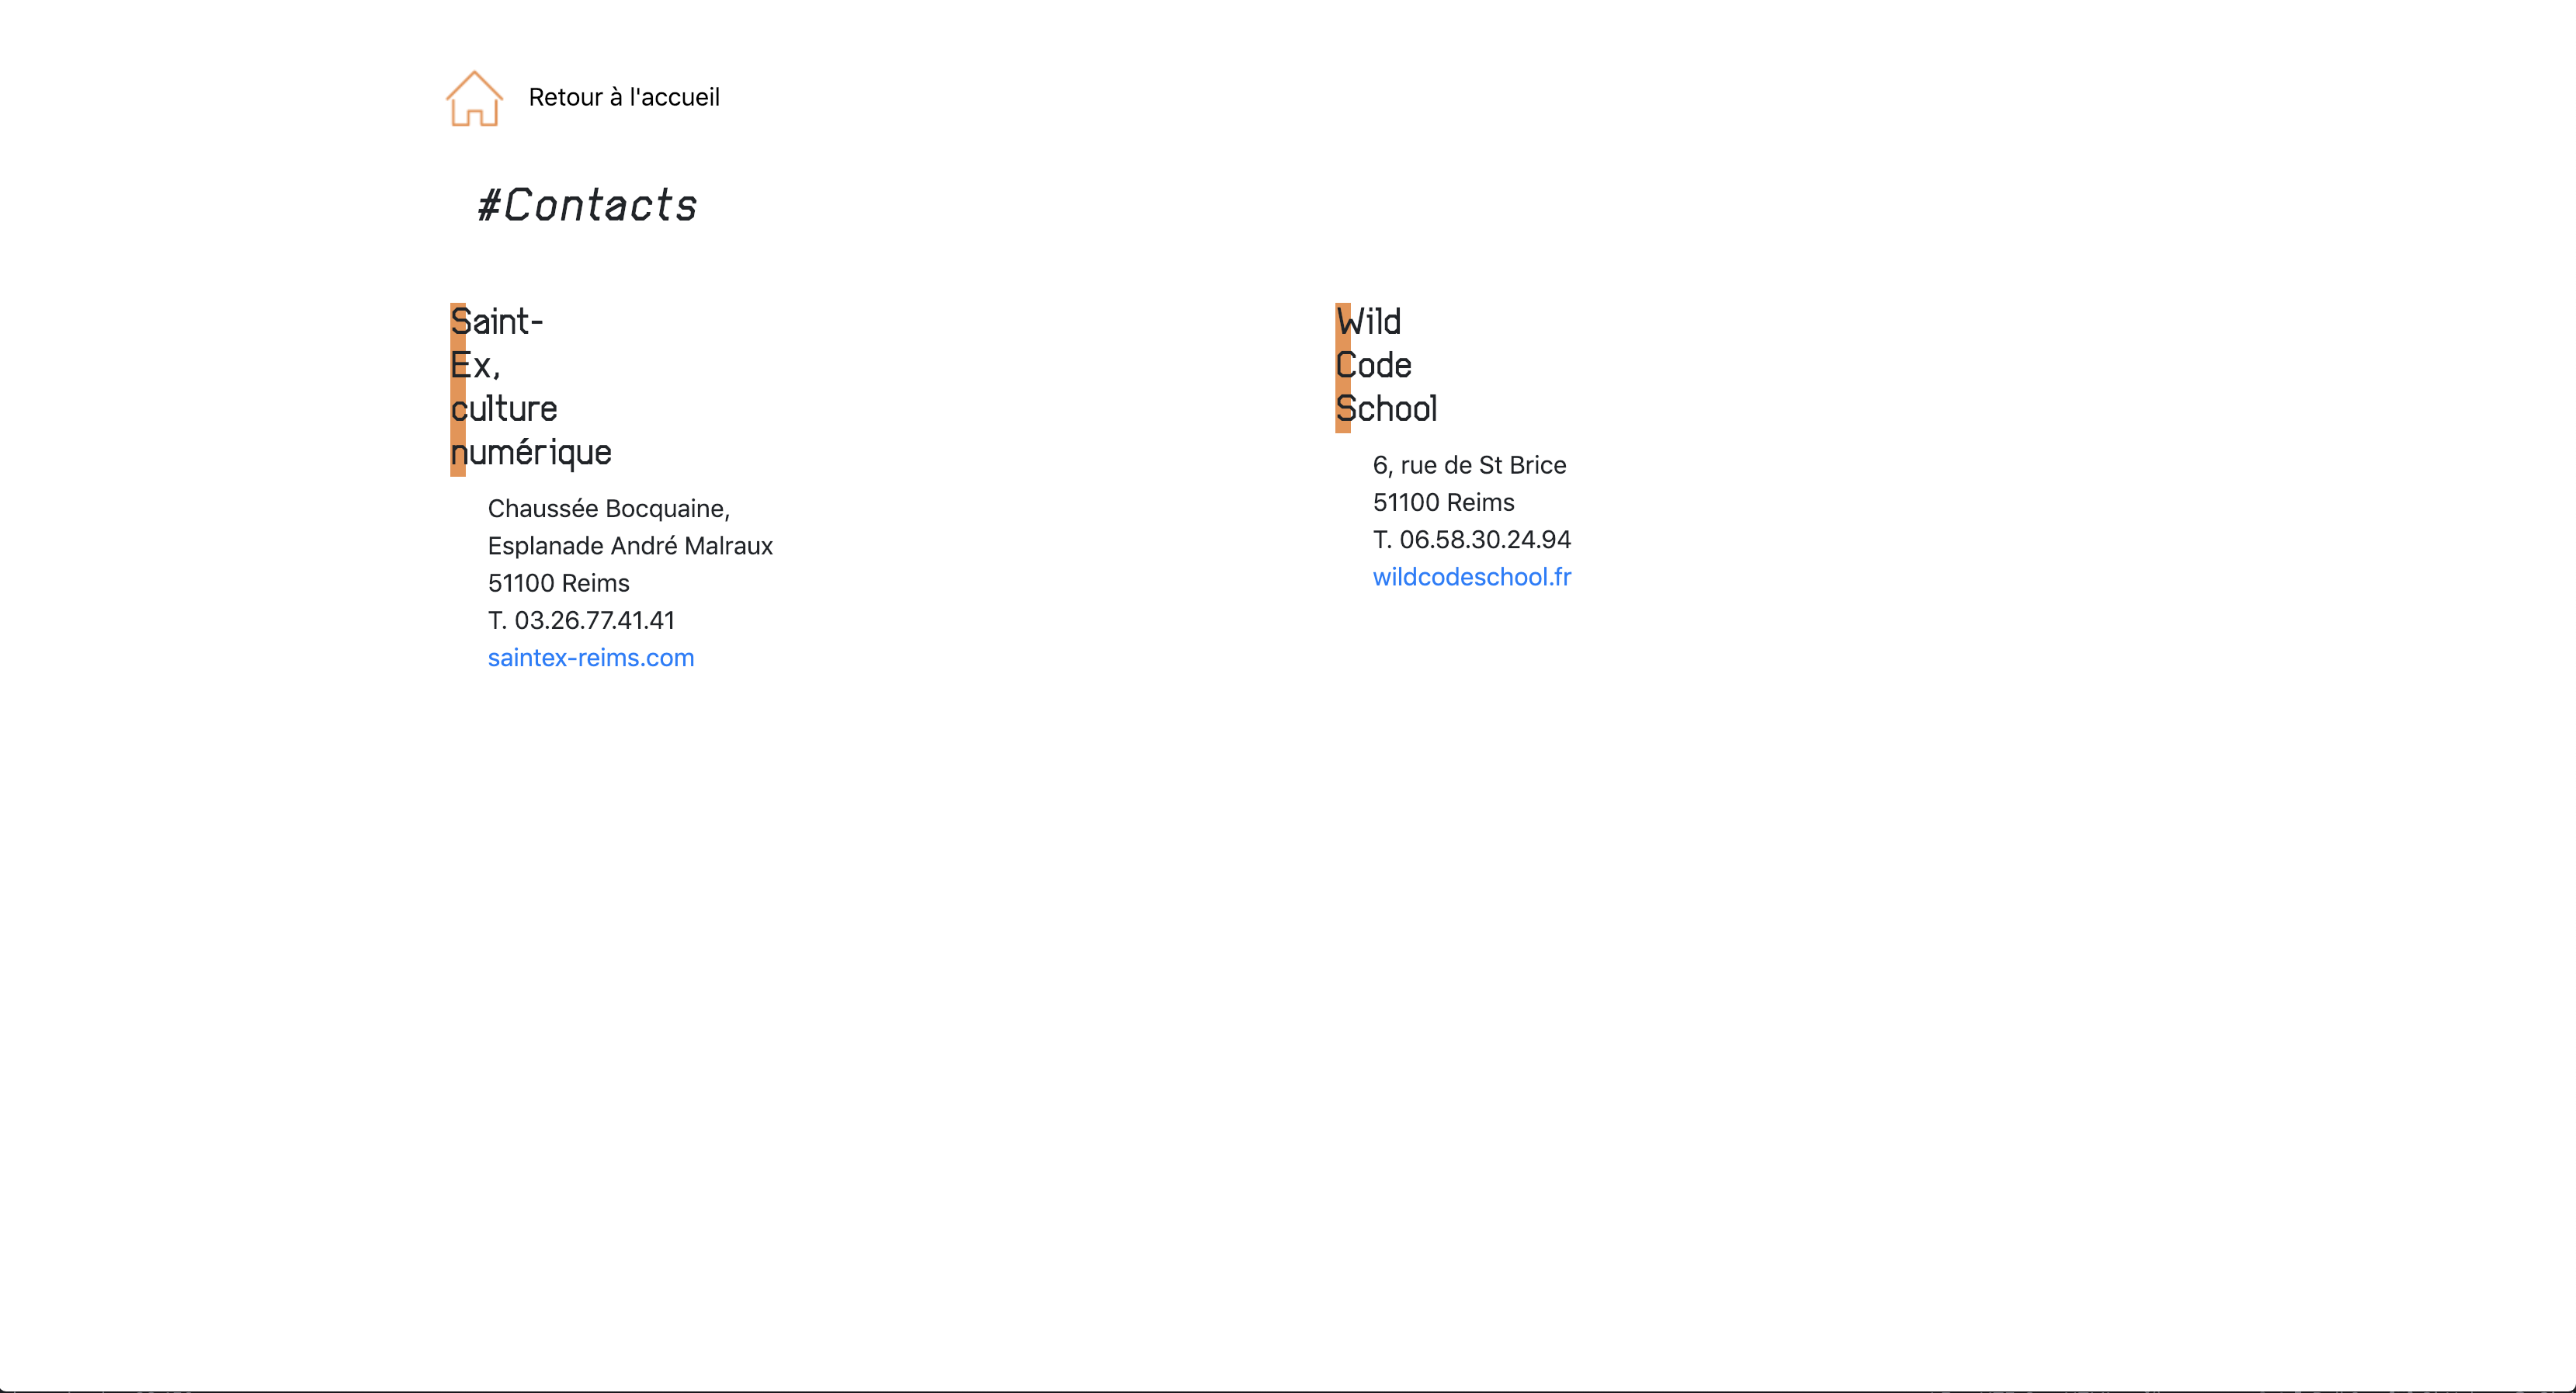 Retour à l'accueil
#Contacts
Saint-
Ex,
culture
numérique
Chaussée Bocquaine,
Esplanade André Malraux
51100 Reims
T. 03.26.77.41.41
saintex-reims.com
Wild
Code
School
6, rue de St Brice
51100 Reims
T. 06.58.30.24.94
wildcodeschool.fr